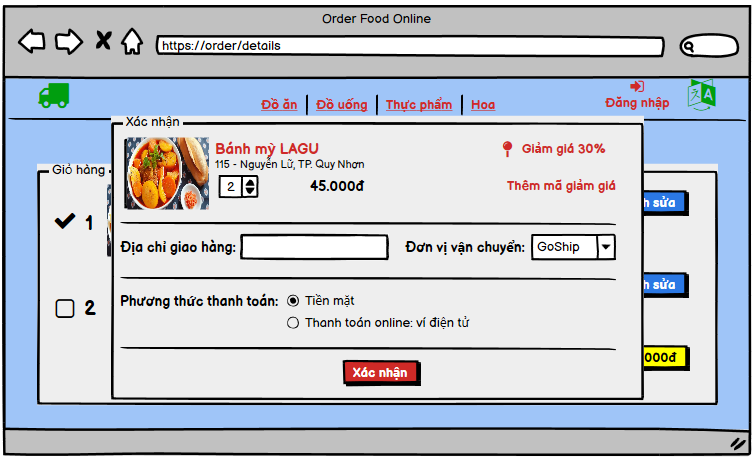 Order Food Online
https://order/details
Đồ ăn
Đồ uống
Thực phẩm
Hoa
Đăng nhập
A
Xác nhận
Bánh mỳ LAGU
115 - Nguyễn Lữ, TP. Quy Nhơn
2
45.000đ
Giảm giá 30%
Thêm mã giảm giá
Địa chỉ giao hàng:
Đơn vị vận chuyển:
GoShip
Phương thức thanh toán:
Tiền mặt
Thanh toán online: ví điện tử
Xác nhận
Giỏ hàng
1
h sửa
2
h sửa
000đ